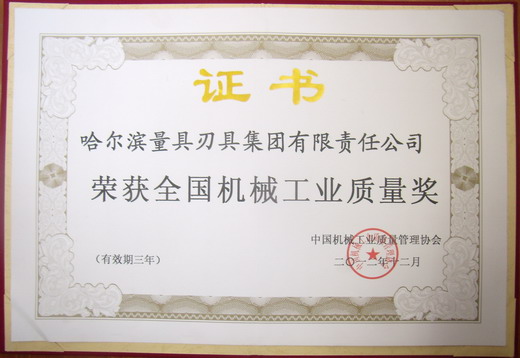 证书
哈尔滨量具刃具集团有限责任公司
荣获全国机械工业质量奖
中国机械工业质量管理协会
（有效期三年）
二〇一二年十二月